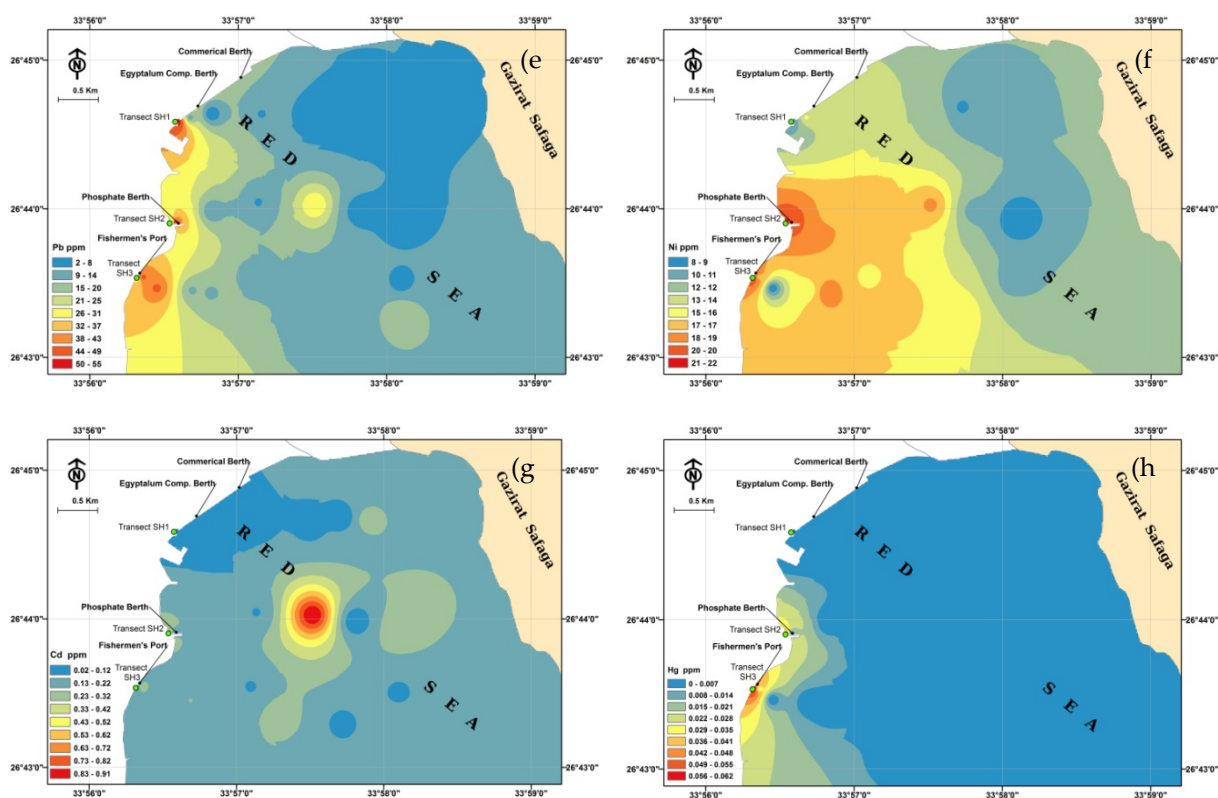 33°56'0" 33°57'0" 33°58'0" 33°59'0"
(e
Commerical Berth
26°45'0" 26°45'0"
N
Egyptalum Comp. Berth
0.5 Km
Gazirat Safaga
Transect SH1
R E D
Phosphate Berth
26°44'0" 26°44'0"
Transect SH2
Fishermen's Port
Transect
SH3
S E A
Pb ppm
2 - 8
9 - 14
15 - 20
21 - 25
26 - 31
32 - 37
38 - 43
44 - 49
50 - 55
26°43'0" 26°43'0"
33°56'0" 33°57'0" 33°58'0" 33°59'0"
33°56'0" 33°57'0" 33°58'0" 33°59'0"
(f
Commerical Berth
26°45'0" 26°45'0"
N
Egyptalum Comp. Berth
0.5 Km
Gazirat Safaga
Transect SH1
R E D
Phosphate Berth
26°44'0" 26°44'0"
Transect SH2
Fishermen's Port
Transect
SH3
S E A
Ni ppm
8 - 9
10 - 11
12 - 12
13 - 14
15 - 16
17 - 17
18 - 19
20 - 20
21 - 22
26°43'0" 26°43'0"
33°56'0" 33°57'0" 33°58'0" 33°59'0"
33°56'0" 33°57'0" 33°58'0" 33°59'0"
(g
Commerical Berth
26°45'0" 26°45'0"
N
Egyptalum Comp. Berth
0.5 Km
Gazirat Safaga
Transect SH1
R E D
Phosphate Berth
26°44'0" 26°44'0"
Transect SH2
Fishermen's Port
Transect
SH3
S E A
Cd ppm
0.02 - 0.12
0.13 - 0.22
0.23 - 0.32
0.33 - 0.42
0.43 - 0.52
0.53 - 0.62
0.63 - 0.72
0.73 - 0.82
0.83 - 0.91
26°43'0" 26°43'0"
33°56'0" 33°57'0" 33°58'0" 33°59'0"
33°56'0" 33°57'0" 33°58'0" 33°59'0"
(h
Commerical Berth
26°45'0" 26°45'0"
N
Egyptalum Comp. Berth
0.5 Km
Gazirat Safaga
Transect SH1
R E D
Phosphate Berth
26°44'0" 26°44'0"
Transect SH2
Fishermen's Port
Transect
SH3
S E A
Hg ppm
0 - 0.007
0.008 - 0.014
0.015 - 0.021
0.022 - 0.028
0.029 - 0.035
0.036 - 0.041
0.042 - 0.048
0.049 - 0.055
0.056 - 0.062
26°43'0" 26°43'0"
33°56'0" 33°57'0" 33°58'0" 33°59'0"